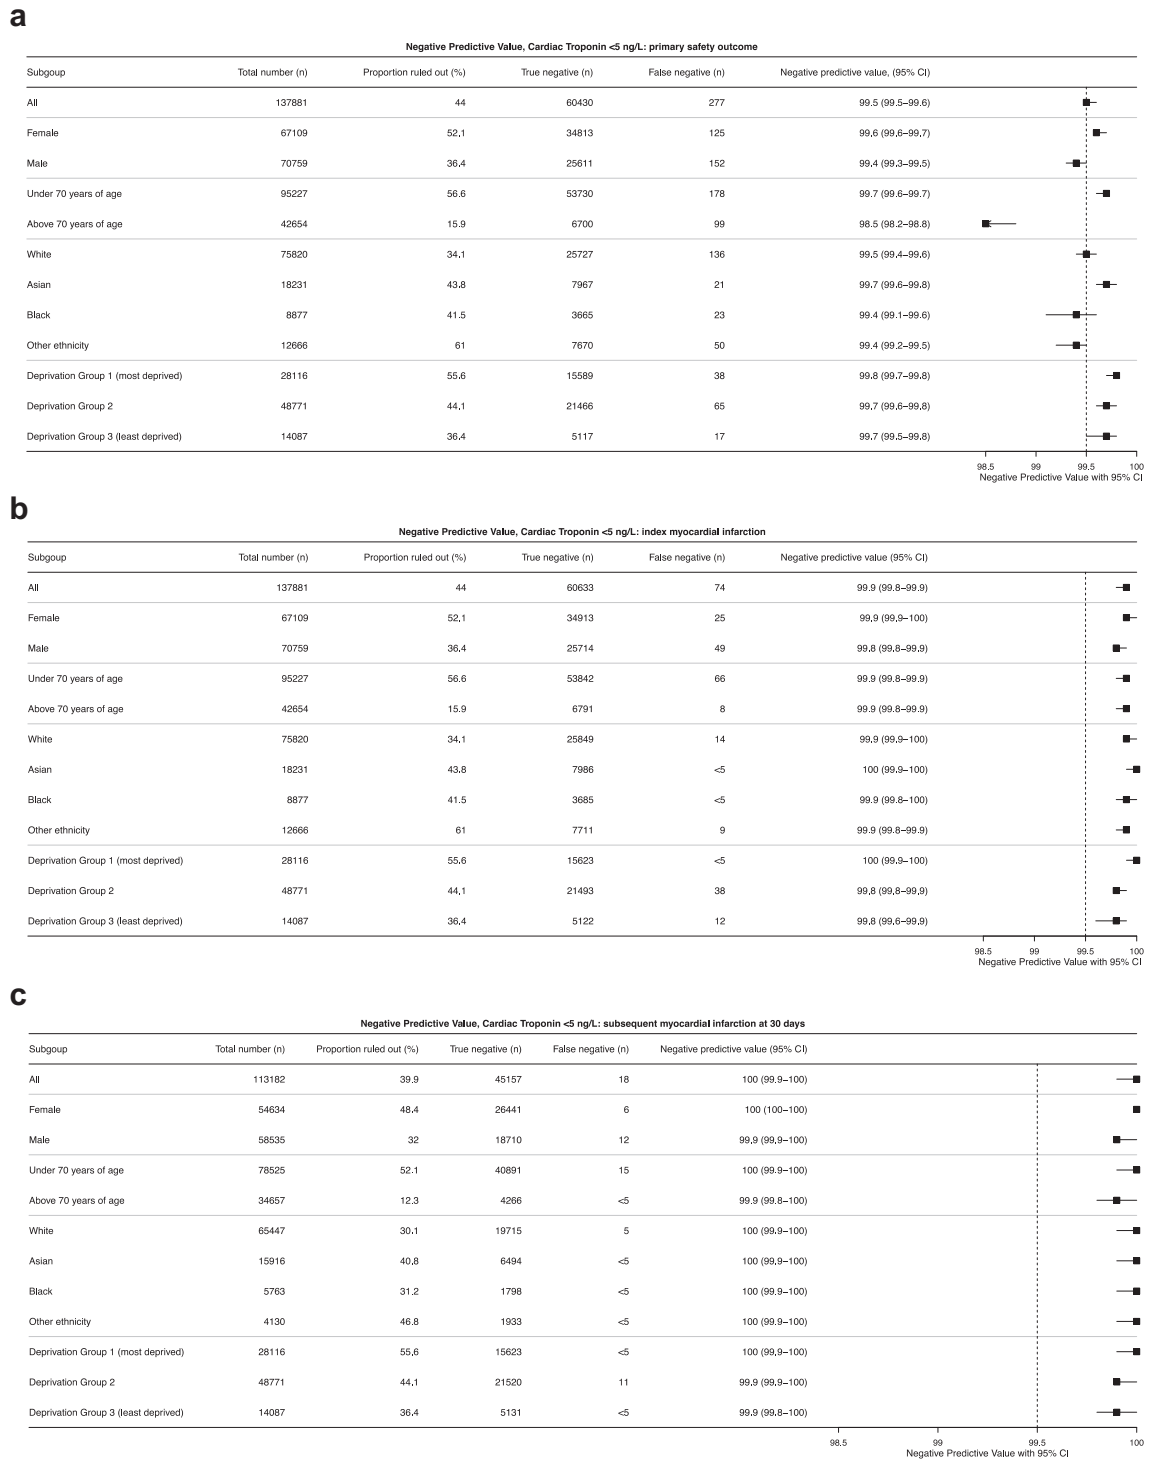 a
Negative Predictive Value, Cardiac Troponin <5 ng/L: primary safety outcome
Subgoup Total number (n) Proportion ruled out (%) True negative (n) False negative (n) Negative predictive value, (95% CI)
All 137881 44 60430 277 99.5 (99.5–99.6)
Female 67109 52.1 34813 125 99.6 (99.6–99.7)
Male 70759 36.4 25611 152 99.4 (99.3–99.5)
Under 70 years of age 95227 56.6 53730 178 99.7 (99.6–99.7)
Above 70 years of age 42654 15.9 6700 99 98.5 (98.2–98.8)
White 75820 34.1 25727 136 99.5 (99.4–99.6)
Asian 18231 43.8 7967 21 99.7 (99.6–99.8)
Black 8877 41.5 3665 23 99.4 (99.1–99.6)
Other ethnicity 12666 61 7670 50 99.4 (99.2–99.5)
Deprivation Group 1 (most deprived) 28116 55.6 15589 38 99.8 (99.7–99.8)
Deprivation Group 2 48771 44.1 21466 65 99.7 (99.6–99.8)
Deprivation Group 3 (least deprived) 14087 36.4 5117 17 99.7 (99.5–99.8)
98.5 99 99.5 100
Negative Predictive Value with 95% CI
b
Negative Predictive Value, Cardiac Troponin <5 ng/L: index myocardial infarction
Subgoup Total number (n) Proportion ruled out (%) True negative (n) False negative (n) Negative predictive value (95% CI)
All 137881 44 60633 74 99.9 (99.8–99.9)
Female 67109 52.1 34913 25 99.9 (99.9–100)
Male 70759 36.4 25714 49 99.8 (99.8–99.9)
Under 70 years of age 95227 56.6 53842 66 99.9 (99.8–99.9)
Above 70 years of age 42654 15.9 6791 8 99.9 (99.8–99.9)
White 75820 34.1 25849 14 99.9 (99.9–100)
Asian 18231 43.8 7986 <5 100 (99.9–100)
Black 8877 41.5 3685 <5 99.9 (99.8–100)
Other ethnicity 12666 61 7711 9 99.9 (99.8–99.9)
Deprivation Group 1 (most deprived) 28116 55.6 15623 <5 100 (99.9–100)
Deprivation Group 2 48771 44.1 21493 38 99.8 (99.8–99.9)
Deprivation Group 3 (least deprived) 14087 36.4 5122 12 99.8 (99.6–99.9)
98.5 99 99.5 100
Negative Predictive Value with 95% CI
c
Negative Predictive Value, Cardiac Troponin <5 ng/L: subsequent myocardial infarction at 30 days
Subgoup Total number (n) Proportion ruled out (%) True negative (n) False negative (n) Negative predictive value (95% CI)
All 113182 39.9 45157 18 100 (99.9–100)
Female 54634 48.4 26441 6 100 (100–100)
Male 58535 32 18710 12 99.9 (99.9–100)
Under 70 years of age 78525 52.1 40891 15 100 (99.9–100)
Above 70 years of age 34657 12.3 4266 <5 99.9 (99.8–100)
White 65447 30.1 19715 5 100 (99.9–100)
Asian 15916 40.8 6494 <5 100 (99.9–100)
Black 5763 31.2 1798 <5 100 (99.9–100)
Other ethnicity 4130 46.8 1933 <5 100 (99.9–100)
Deprivation Group 1 (most deprived) 28116 55.6 15623 <5 100 (99.9–100)
Deprivation Group 2 48771 44.1 21520 11 99.9 (99.9–100)
Deprivation Group 3 (least deprived) 14087 36.4 5131 <5 99.9 (99.8–100)
98.5 99 99.5 100
Negative Predictive Value with 95% CI